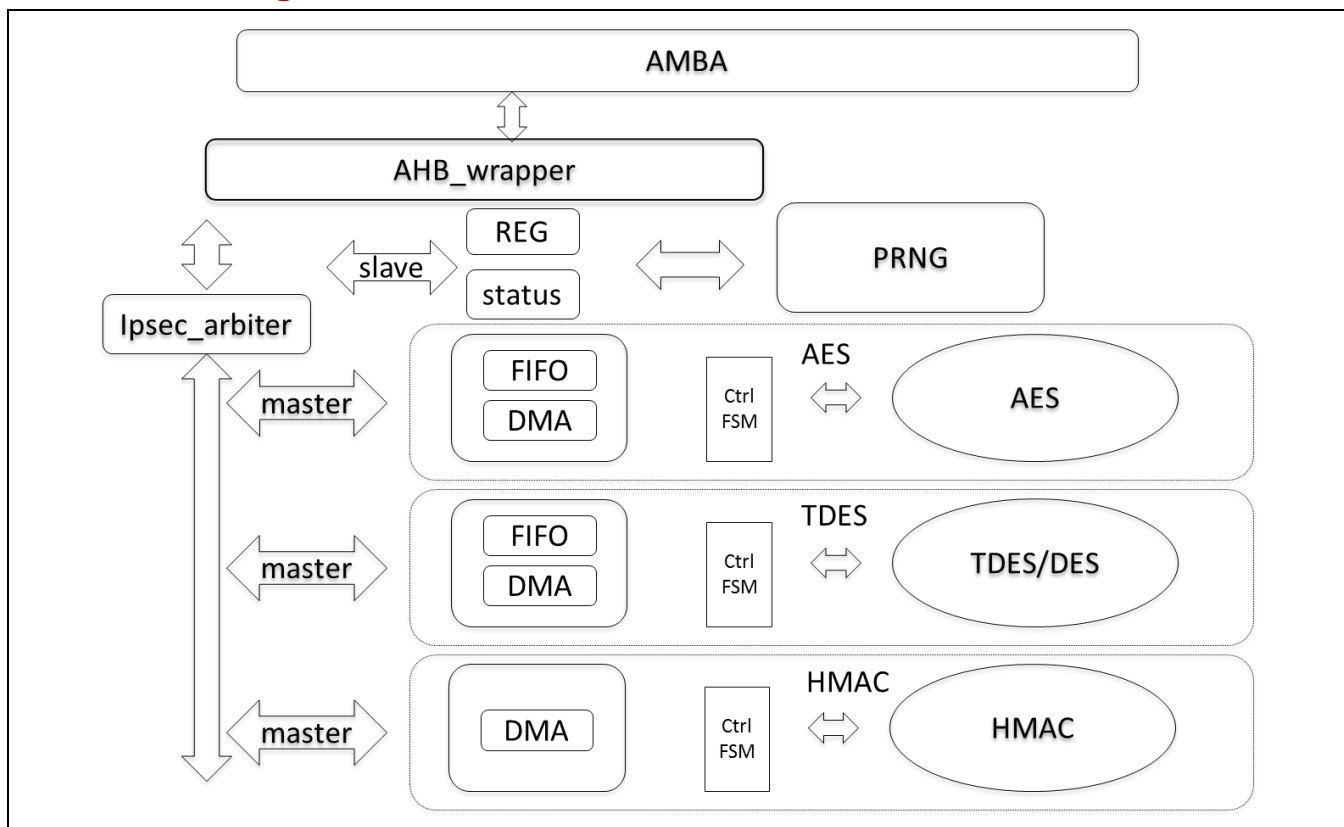 AMBA
AHB_wrapper
REG
slave
status
PRNG
Ipsec_arbiter
master
FIFO
DMA
Ctrl
FSM
AES
AES
master
FIFO
DMA
Ctrl
FSM
TDES
TDES/DES
master
DMA
Ctrl
FSM
HMAC
HMAC